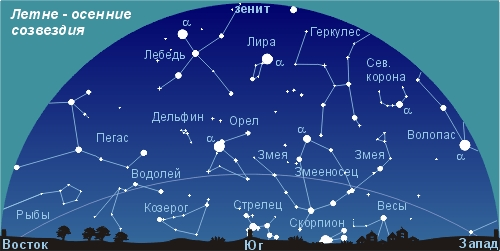 Летне - осенние
созвездия
зенит
α
Лебедь
Лира
α
Геркулес
Сев.
корона
α
Дельфин
Орел
α
Пегас
α
Волопас
α
Змея
Змееносец
Змея
Водолей
Рыбы
Козерог
Стрелец
Скорпион
Весы
Восток
Юг
Запад